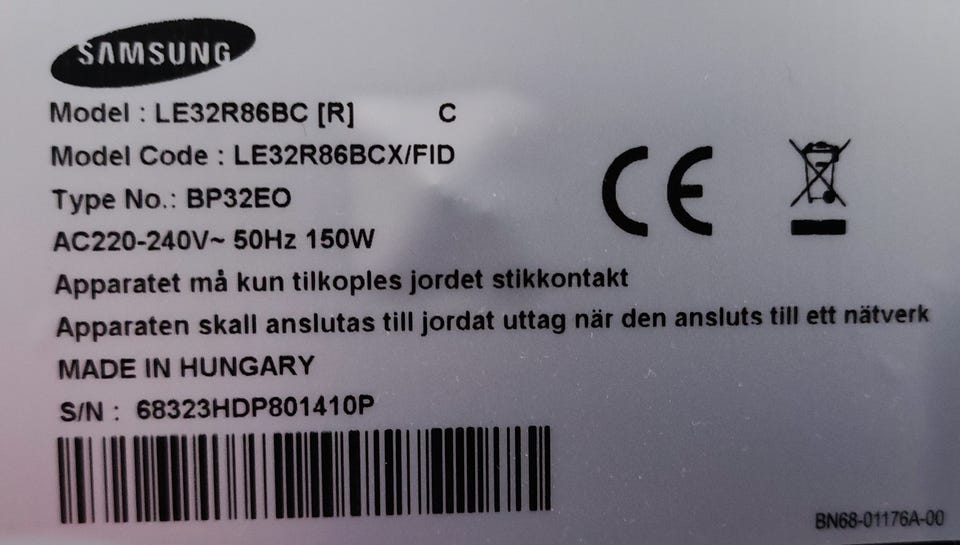 SAMSUNG
Model : LE32R86BC [R] C
Model Code : LE32R86BCX/FID
Type No.: BP32EO
AC220-240V~ 50Hz 150W
Apparatet må kun tilkoples jordet stikkontakt
Apparaten skall anslutas till jordat uttag när den ansluts till ett nätverk
MADE IN HUNGARY
S/N : 68323HDP801410P
CE
BN68-01176A-00